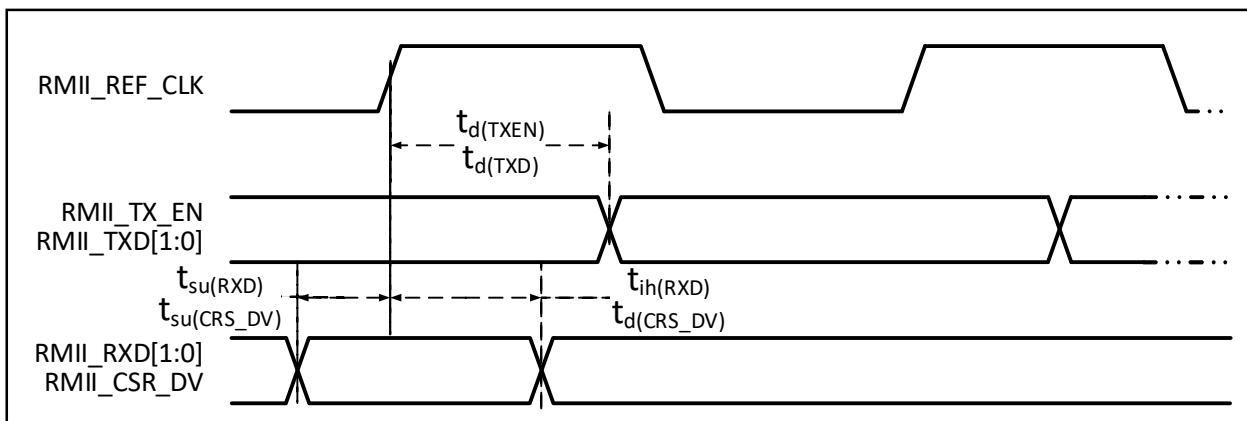 RMII_REF_CLK
td(TXEN)
td(TXD)
RMII_TX_EN
RMII_TXD[1:0]
tsu(RXD)
tih(RXD)
tsu(CRS_DV)
td(CRS_DV)
RMII_RXD[1:0]
RMII_CSR_DV